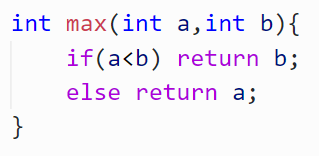 int max(int a,int b){
    if(a<b) return b;
    else return a;
}